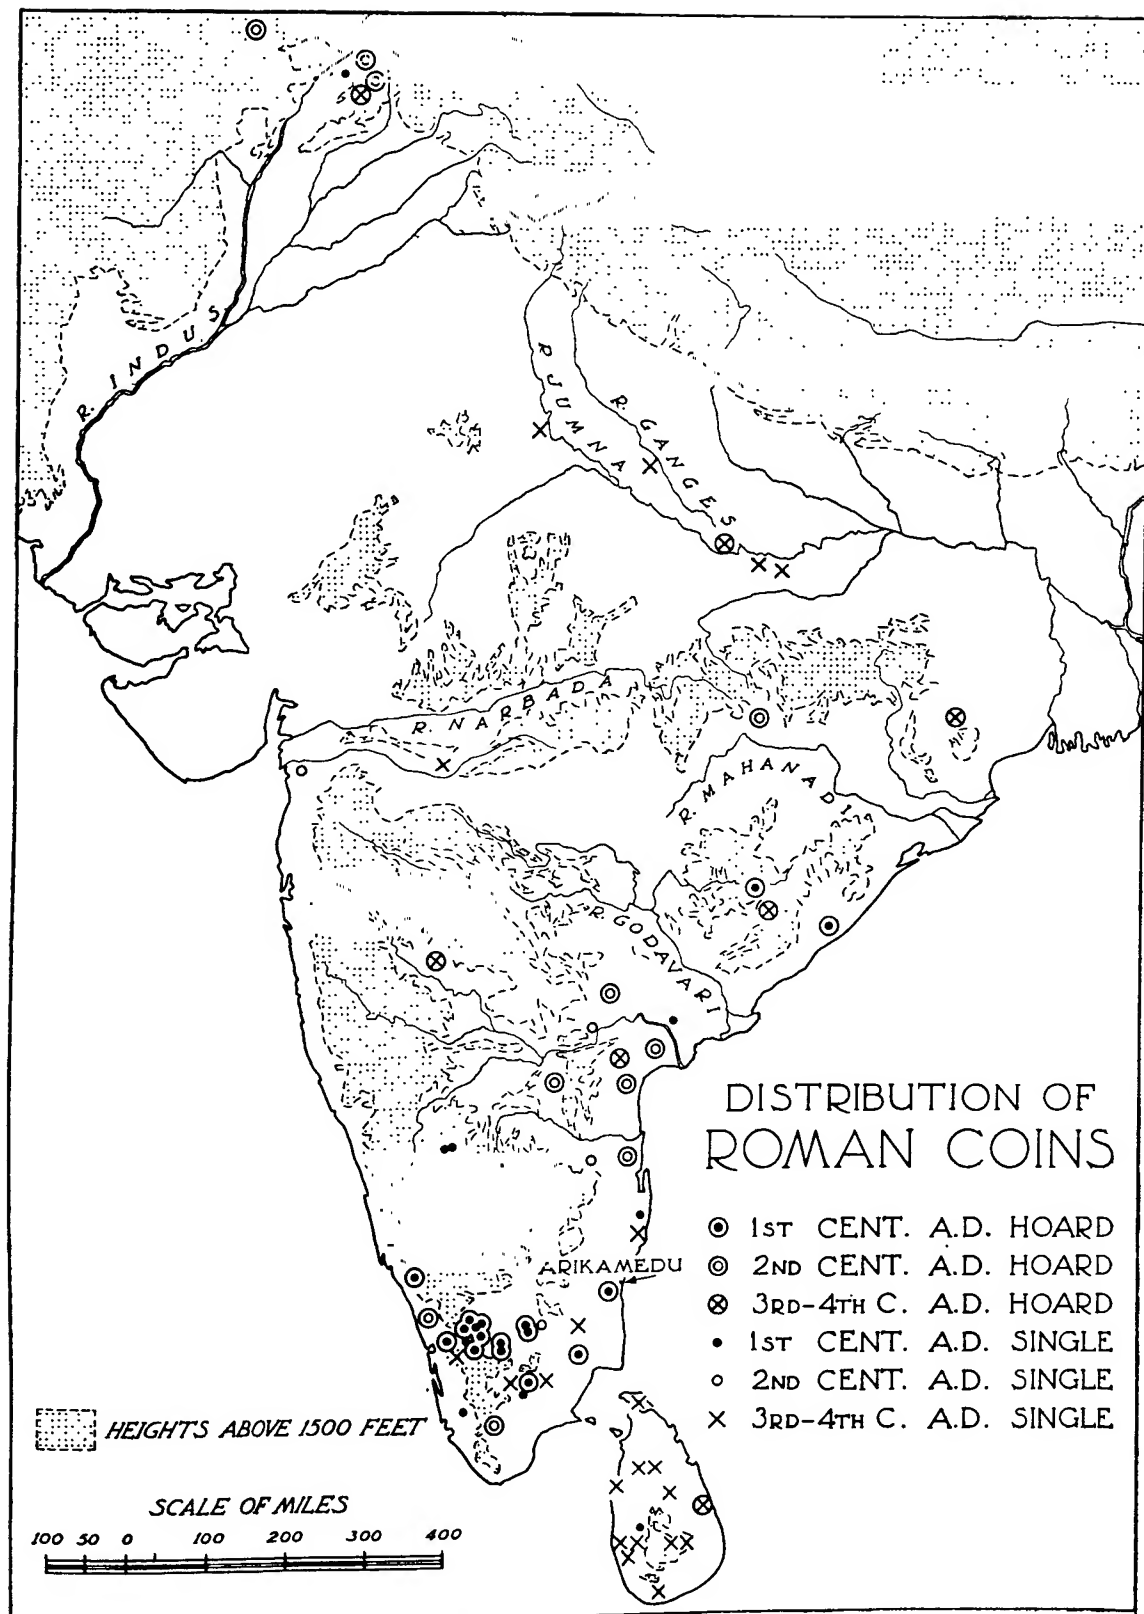 R. INDUS
R JUMNA
R. GANGES
R. NARBADA
R. MAHANADI
R. GODAVARI
DISTRIBUTION OF
ROMAN COINS
1ST CENT. A.D. HOARD
2ND CENT. A.D. HOARD
3RD-4TH C. A.D. HOARD
1ST CENT. A.D. SINGLE
2ND CENT. A.D. SINGLE
3RD-4TH C. A.D. SINGLE
ARIKAMEDU
HEIGHTS ABOVE 1500 FEET
SCALE OF MILES
100 50 0 100 200 300 400